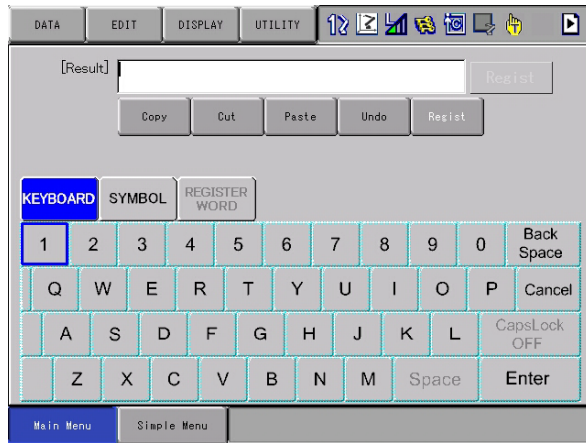 DATA EDIT DISPLAY UTILITY
[Result] Regist
Copy Cut Paste Undo Regist
KEYBOARD SYMBOL REGISTER WORD
1 2 3 4 5 6 7 8 9 0 Back Space
Q W E R T Y U I O P Cancel
A S D F G H J K L CapsLock OFF
Z X C V B N M Space Enter
Main Menu Simple Menu